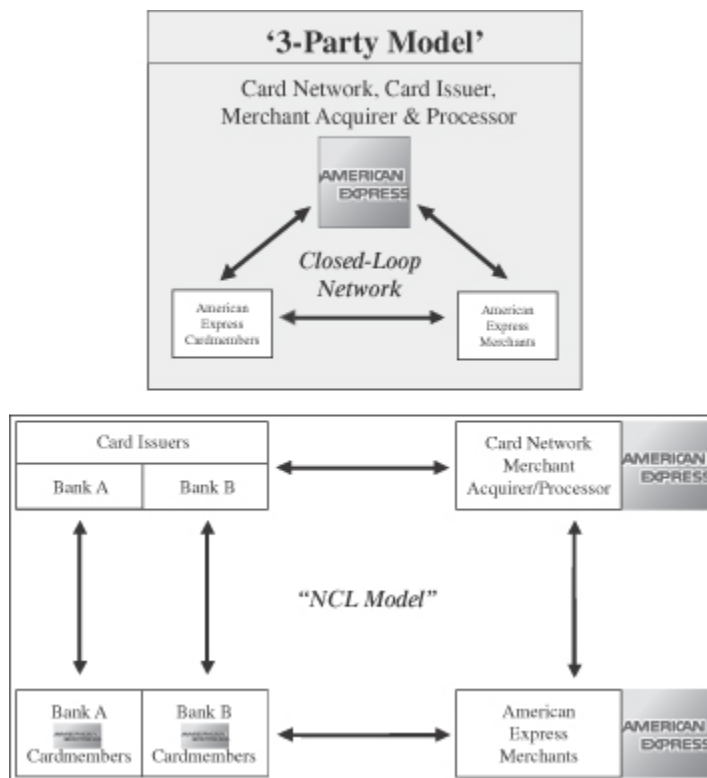 ‘3-Party Model’
Card Network, Card Issuer,
Merchant Acquirer & Processor
AMERICAN
EXPRESS
Closed-Loop
Network
American
Express
Cardmembers
American
Express
Merchants
Card Issuers
Bank A
Bank B
Card Network
Merchant
Acquirer/Processor
AMERICAN
EXPRESS
“NCL Model”
Bank A
Cardmembers
Bank B
Cardmembers
American
Express
Merchants
AMERICAN
EXPRESS